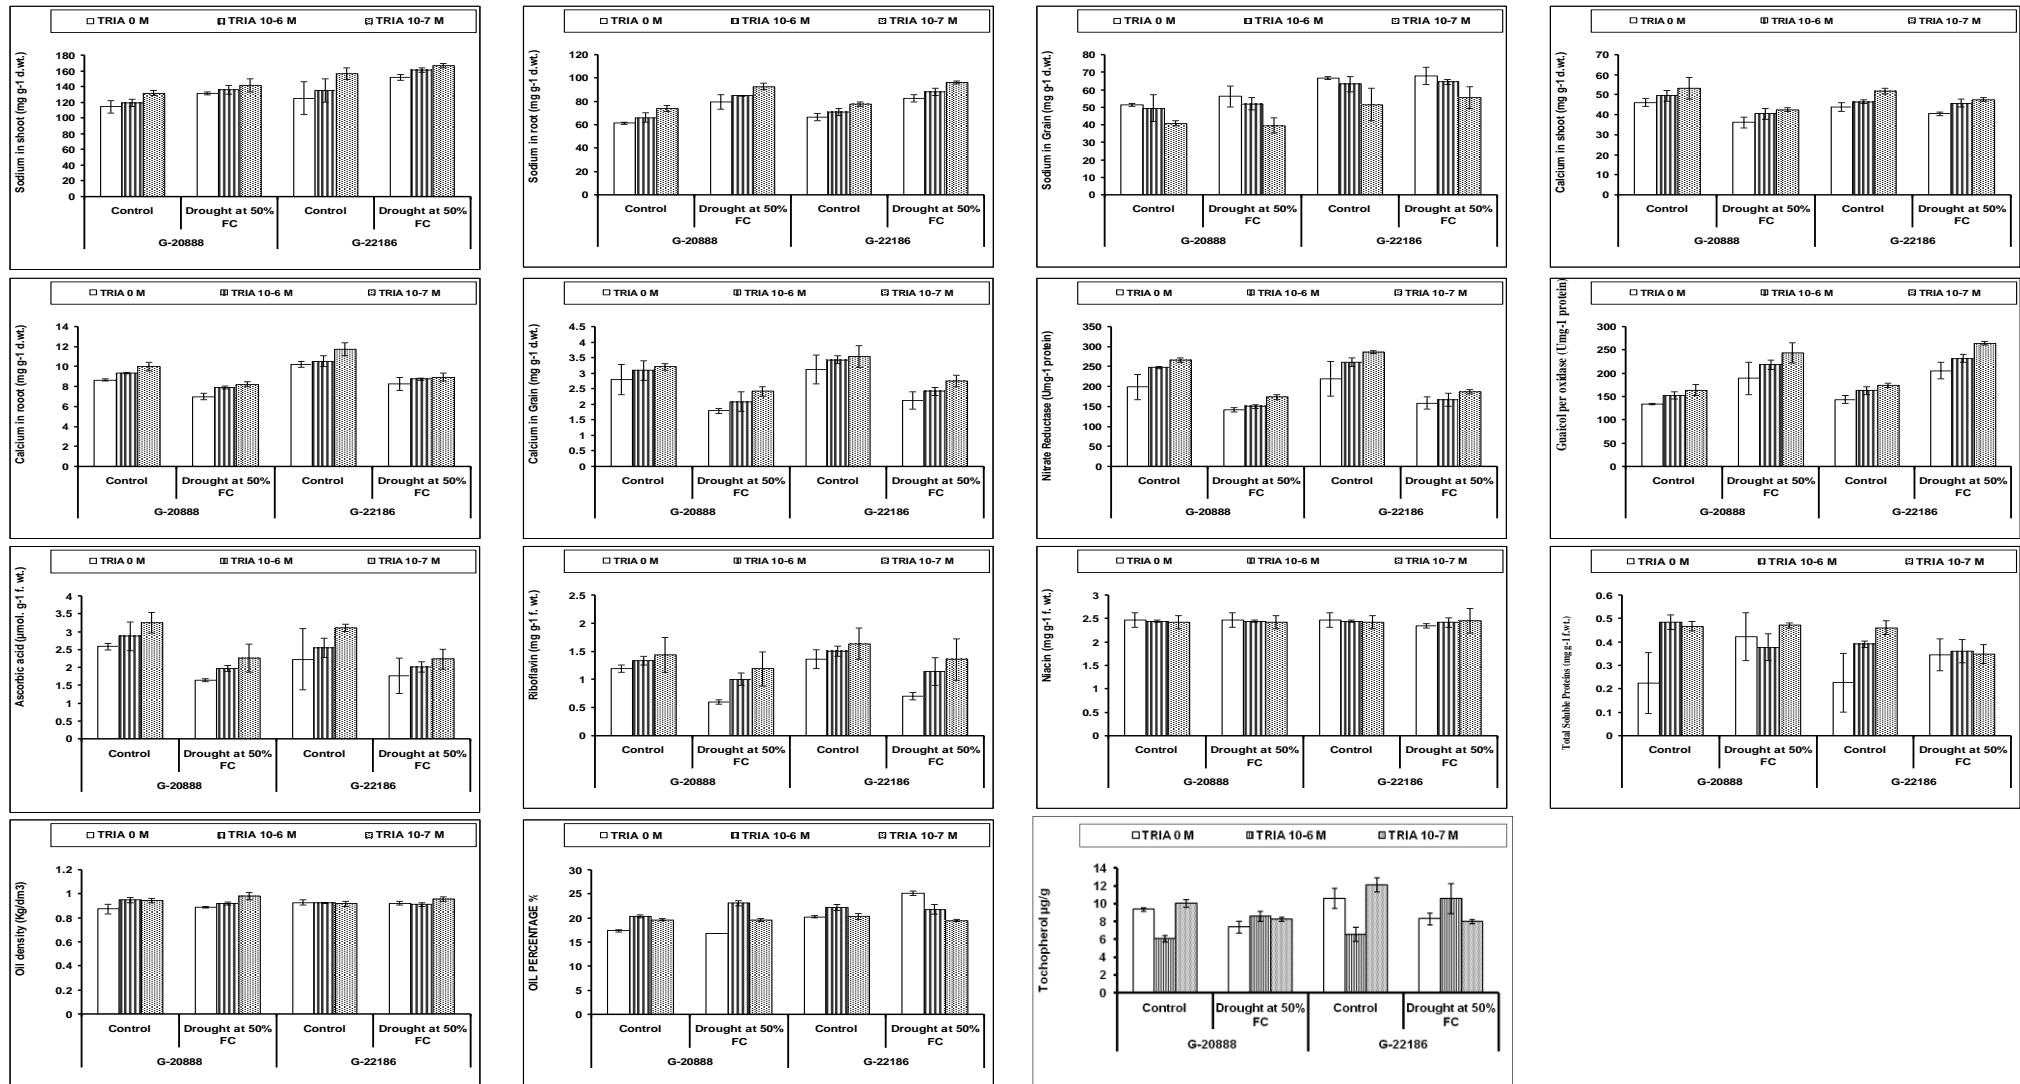 TRIA 0 M TRIA 10-6 M TRIA 10-7 M
Sodium in shoot (mg g-1 d.wt.)
180
160
140
120
100
80
60
40
20
0
Control Drought at 50% FC Control Drought at 50% FC
G-20888 G-22186
TRIA 0 M TRIA 10-6 M TRIA 10-7 M
Sodium in root (mg g-1 d.wt.)
120
100
80
60
40
20
0
Control Drought at 50% FC Control Drought at 50% FC
G-20888 G-22186
TRIA 0 M TRIA 10-6 M TRIA 10-7 M
Sodium in Grain (mg g-1 d.wt.)
80
70
60
50
40
30
20
10
0
Control Drought at 50% FC Control Drought at 50% FC
G-20888 G-22186
TRIA 0 M TRIA 10-6 M TRIA 10-7 M
Calcium in shoot (mg g-1 d.wt.)
70
60
50
40
30
20
10
0
Control Drought at 50% FC Control Drought at 50% FC
G-20888 G-22186
TRIA 0 M TRIA 10-6 M TRIA 10-7 M
Calcium in rooot (mg g-1 d.wt.)
14
12
10
8
6
4
2
0
Control Drought at 50% FC Control Drought at 50% FC
G-20888 G-22186
TRIA 0 M TRIA 10-6 M TRIA 10-7 M
Calcium in Grain (mg g-1 d.wt.)
4.5
4
3.5
3
2.5
2
1.5
1
0.5
0
Control Drought at 50% FC Control Drought at 50% FC
G-20888 G-22186
TRIA 0 M TRIA 10-6 M TRIA 10-7 M
Nitrate Reductase (Umg-1 protein)
350
300
250
200
150
100
50
0
Control Drought at 50% FC Control Drought at 50% FC
G-20888 G-22186
TRIA 0 M TRIA 10-6 M TRIA 10-7 M
Guaicol per oxidase (Umg-1 protein)
300
250
200
150
100
50
0
Control Drought at 50% FC Control Drought at 50% FC
G-20888 G-22186
TRIA 0 M TRIA 10-6 M TRIA 10-7 M
Ascorbic acid (µmol. g-1 f. wt.)
4
3.5
3
2.5
2
1.5
1
0.5
0
Control Drought at 50% FC Control Drought at 50% FC
G-20888 G-22186
TRIA 0 M TRIA 10-6 M TRIA 10-7 M
Riboflavin (mg g-1 f. wt.)
2.5
2
1.5
1
0.5
0
Control Drought at 50% FC Control Drought at 50% FC
G-20888 G-22186
TRIA 0 M TRIA 10-6 M TRIA 10-7 M
Niacin (mg g-1 f. wt.)
3
2.5
2
1.5
1
0.5
0
Control Drought at 50% FC Control Drought at 50% FC
G-20888 G-22186
TRIA 0 M TRIA 10-6 M TRIA 10-7 M
Total Soluble Proteins (mg g-1 f.wt.)
0.6
0.5
0.4
0.3
0.2
0.1
0
Control Drought at 50% FC Control Drought at 50% FC
G-20888 G-22186
TRIA 0 M TRIA 10-6 M TRIA 10-7 M
Oil density (Kg/dm3)
1.2
1
0.8
0.6
0.4
0.2
0
Control Drought at 50% FC Control Drought at 50% FC
G-20888 G-22186
TRIA 0 M TRIA 10-6 M TRIA 10-7 M
OIL PERCENTAGE %
30
25
20
15
10
5
0
Control Drought at 50% FC Control Drought at 50% FC
G-20888 G-22186
TRIA 0 M TRIA 10-6 M TRIA 10-7 M
Tochopherol µg/g
14
12
10
8
6
4
2
0
Control Drought at 50% FC Control Drought at 50% FC
G-20888 G-22186